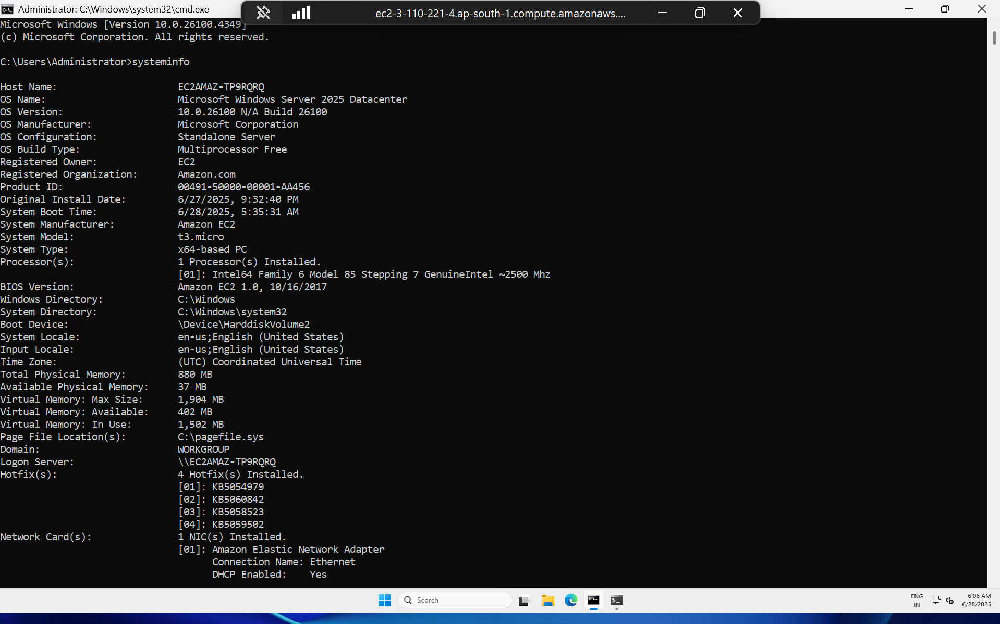 Administrator: C:\Windows\system32\cmd.exe
ec2-3-110-221-4.ap-south-1.compute.amazonaws....
Microsoft Windows [Version 10.0.26100.4349]
(c) Microsoft Corporation. All rights reserved.
C:\Users\Administrator>systeminfo
Host Name: EC2AMAZ-TP9RQRQ
OS Name: Microsoft Windows Server 2025 Datacenter
OS Version: 10.0.26100 N/A Build 26100
OS Manufacturer: Microsoft Corporation
OS Configuration: Standalone Server
OS Build Type: Multiprocessor Free
Registered Owner: EC2
Registered Organization: Amazon.com
Product ID: 00491-50000-00001-AA456
Original Install Date: 6/27/2025, 9:32:40 PM
System Boot Time: 6/28/2025, 5:35:31 AM
System Manufacturer: Amazon EC2
System Model: t3.micro
System Type: x64-based PC
Processor(s): 1 Processor(s) Installed.
[01]: Intel64 Family 6 Model 85 Stepping 7 GenuineIntel ~2500 Mhz
BIOS Version: Amazon EC2 1.0, 10/16/2017
Windows Directory: C:\Windows
System Directory: C:\Windows\system32
Boot Device: \Device\HarddiskVolume2
System Locale: en-us;English (United States)
Input Locale: en-us;English (United States)
Time Zone: (UTC) Coordinated Universal Time
Total Physical Memory: 880 MB
Available Physical Memory: 37 MB
Virtual Memory: Max Size: 1,904 MB
Virtual Memory: Available: 402 MB
Virtual Memory: In Use: 1,502 MB
Page File Location(s): C:\pagefile.sys
Domain: WORKGROUP
Logon Server: \\EC2AMAZ-TP9RQRQ
Hotfix(s): 4 Hotfix(s) Installed.
[01]: KB5054979
[02]: KB5060842
[03]: KB5058523
[04]: KB5059502
Network Card(s): 1 NIC(s) Installed.
[01]: Amazon Elastic Network Adapter
Connection Name: Ethernet
DHCP Enabled: Yes
Search
ENG
IN
6:06 AM
6/28/2025